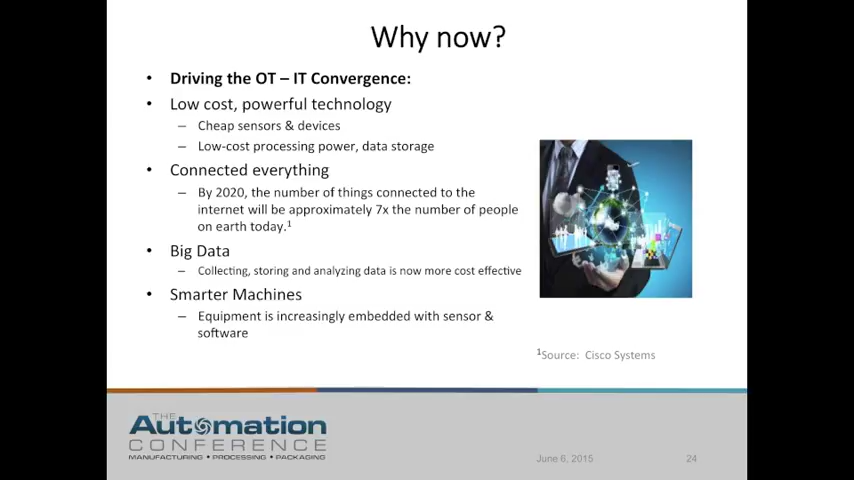 Why now?
• Driving the OT – IT Convergence:
• Low cost, powerful technology
– Cheap sensors & devices
– Low-cost processing power, data storage
• Connected everything
– By 2020, the number of things connected to the
internet will be approximately 7x the number of people
on earth today.1
• Big Data
– Collecting, storing and analyzing data is now more cost effective
• Smarter Machines
– Equipment is increasingly embedded with sensor &
software
1Source: Cisco Systems
THE
Automation
CONFERENCE
MANUFACTURING • PROCESSING • PACKAGING
June 6, 2015
24